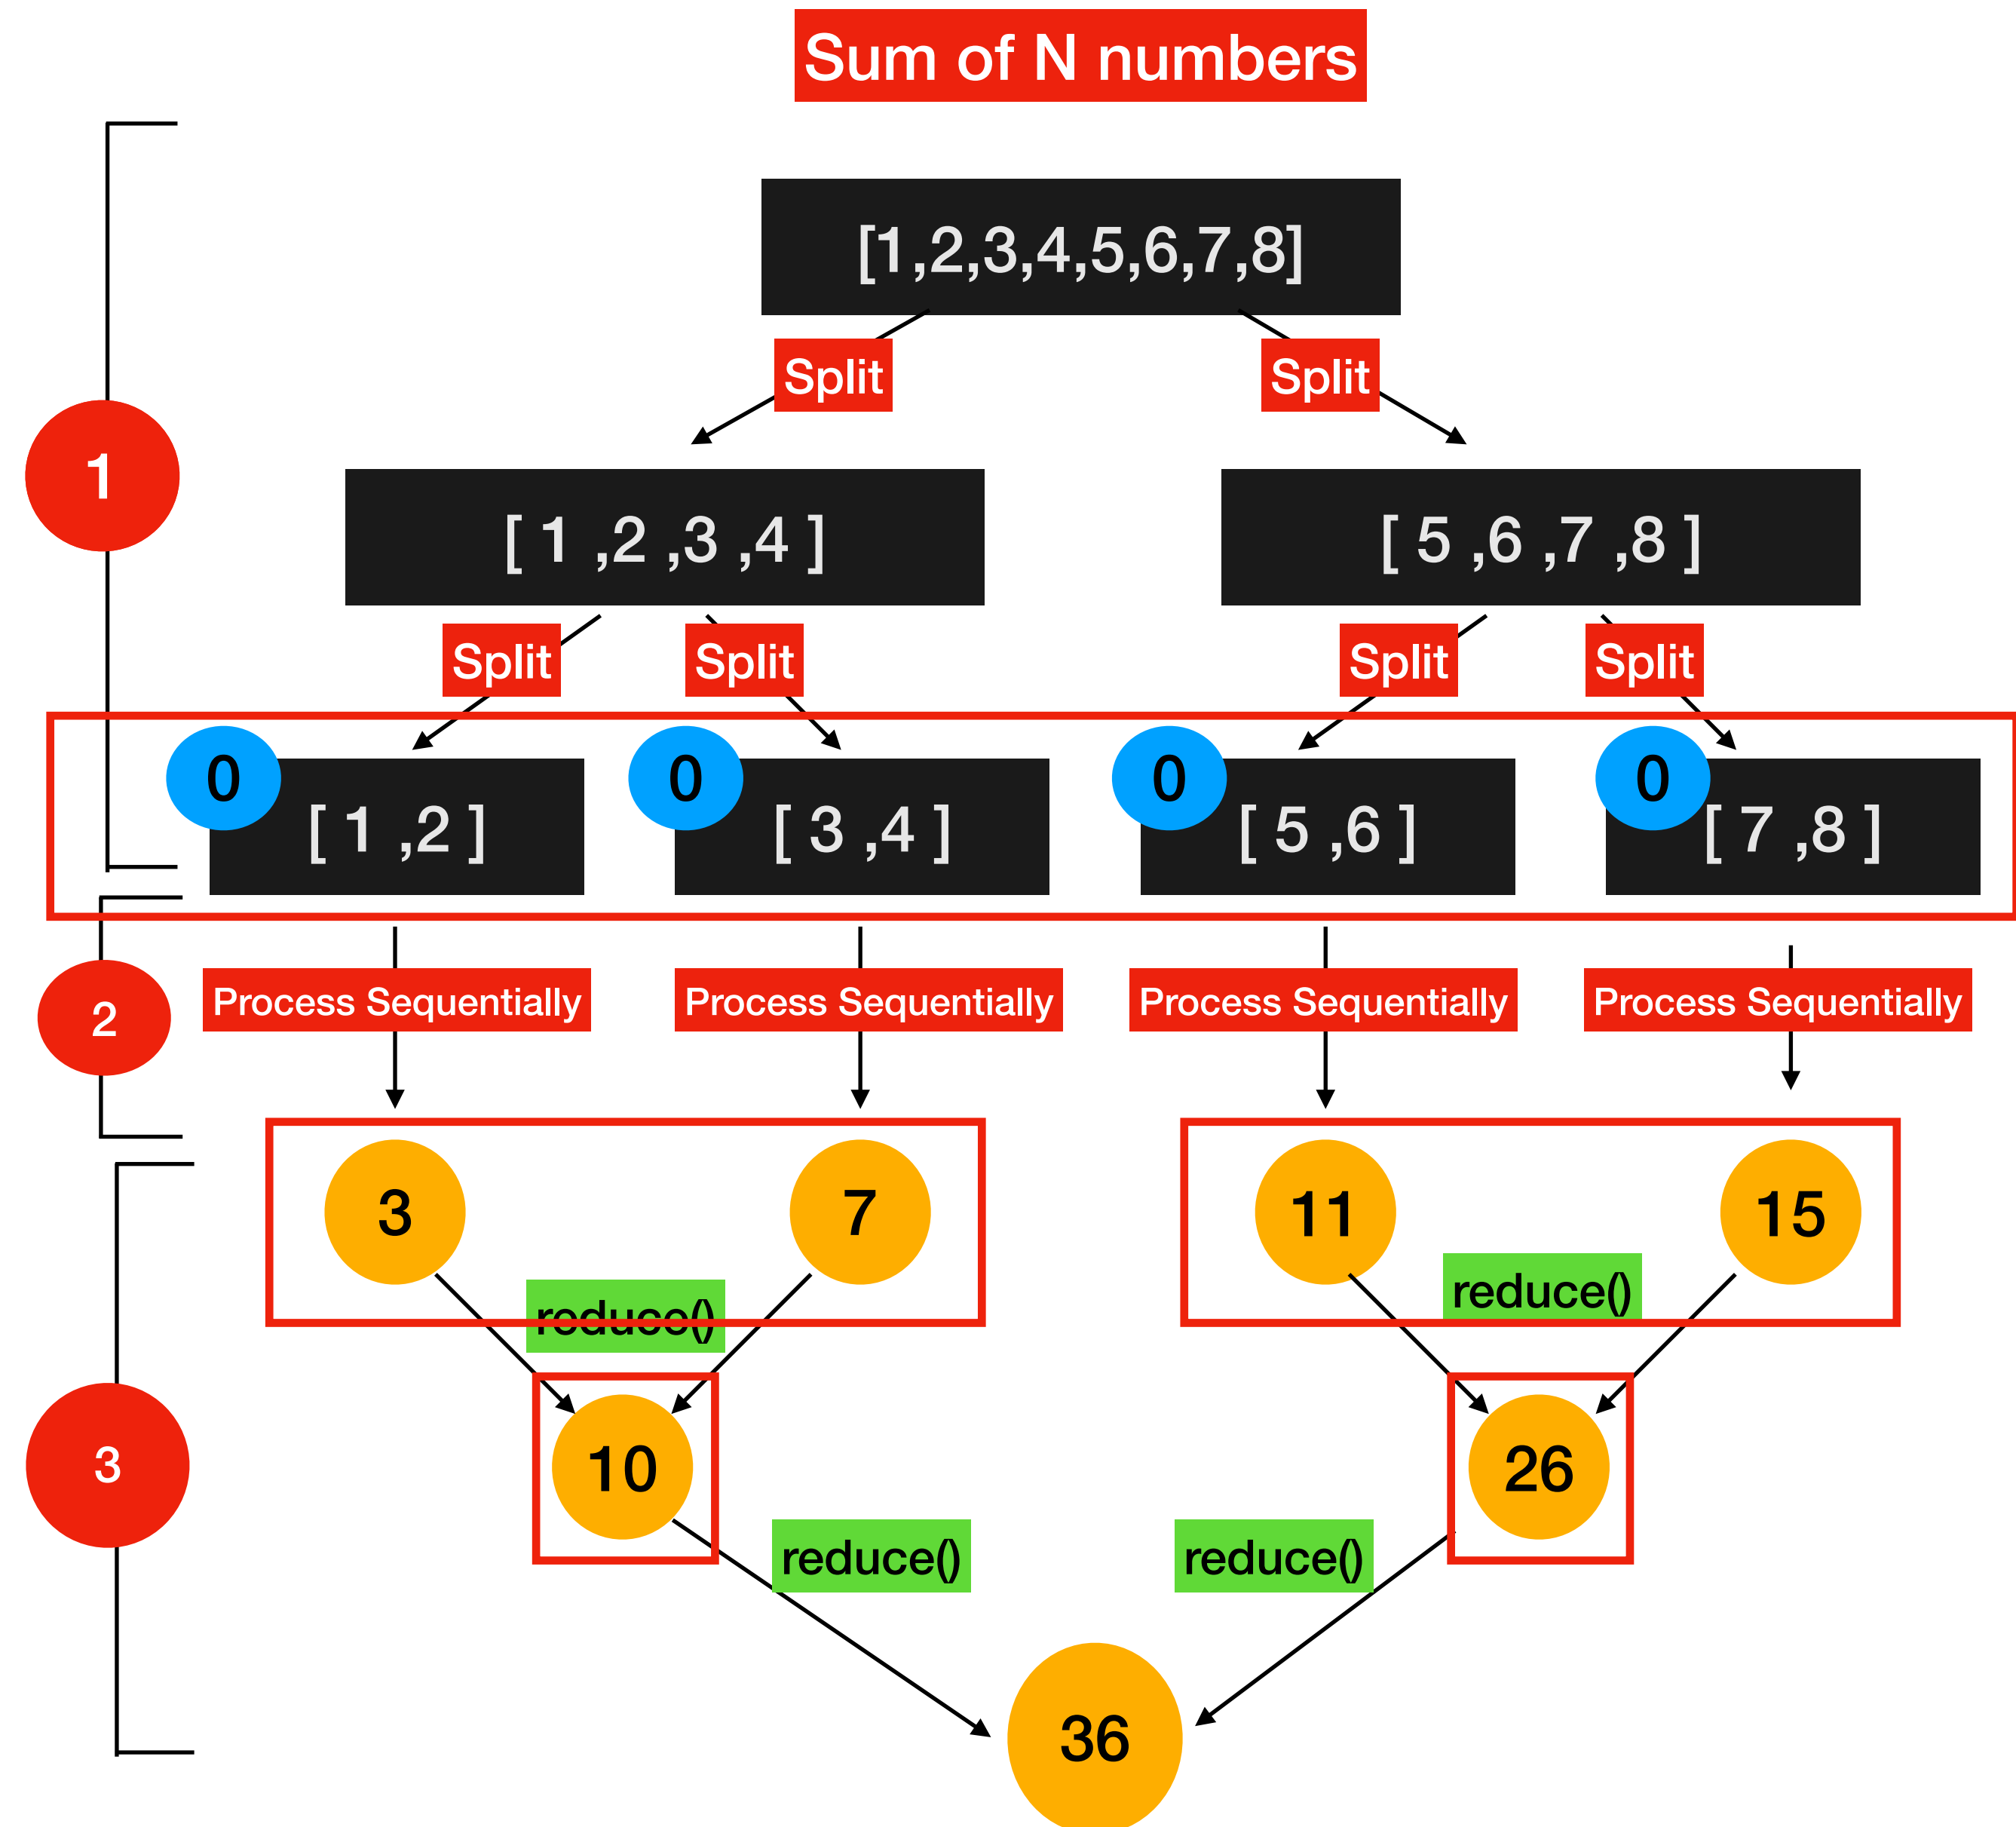 Sum of N numbers
[1,2,3,4,5,6,7,8]
Split
Split
1
[ 1 ,2 ,3 ,4 ]
[ 5 ,6 ,7 ,8 ]
Split
Split
Split
Split
0
0
0
0
[ 1 ,2 ]
[ 3 ,4 ]
[ 5 ,6 ]
[ 7 ,8 ]
2
Process Sequentially
Process Sequentially
Process Sequentially
Process Sequentially
3
7
11
15
reduce()
reduce()
3
10
26
reduce()
reduce()
36